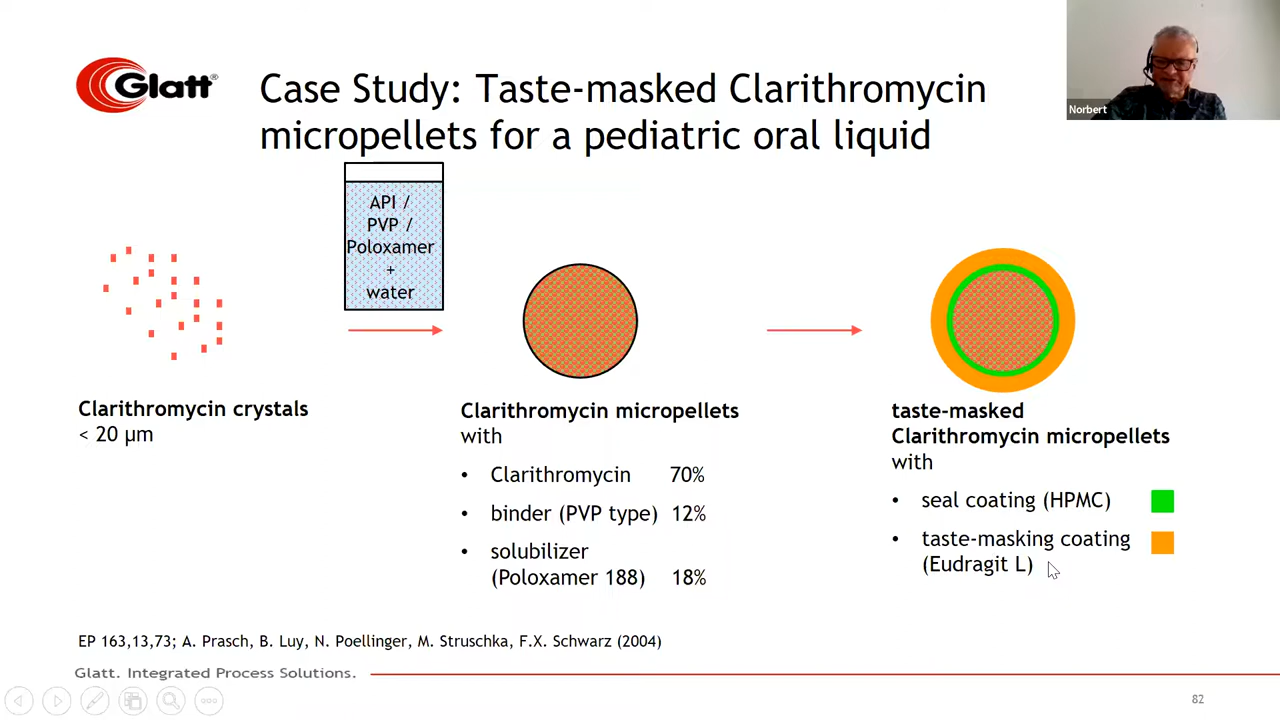 Norbert
Glatt®
Case Study: Taste-masked Clarithromycin
micropellets for a pediatric oral liquid
API /
PVP /
Poloxamer
+
water
Clarithromycin crystals
< 20 µm
Clarithromycin micropellets
with
• Clarithromycin 70%
• binder (PVP type) 12%
• solubilizer
(Poloxamer 188) 18%
taste-masked
Clarithromycin micropellets
with
• seal coating (HPMC)
• taste-masking coating
(Eudragit L)
EP 163,13,73; A. Prasch, B. Luy, N. Poellinger, M. Struschka, F.X. Schwarz (2004)
Glatt. Integrated Process Solutions.
82